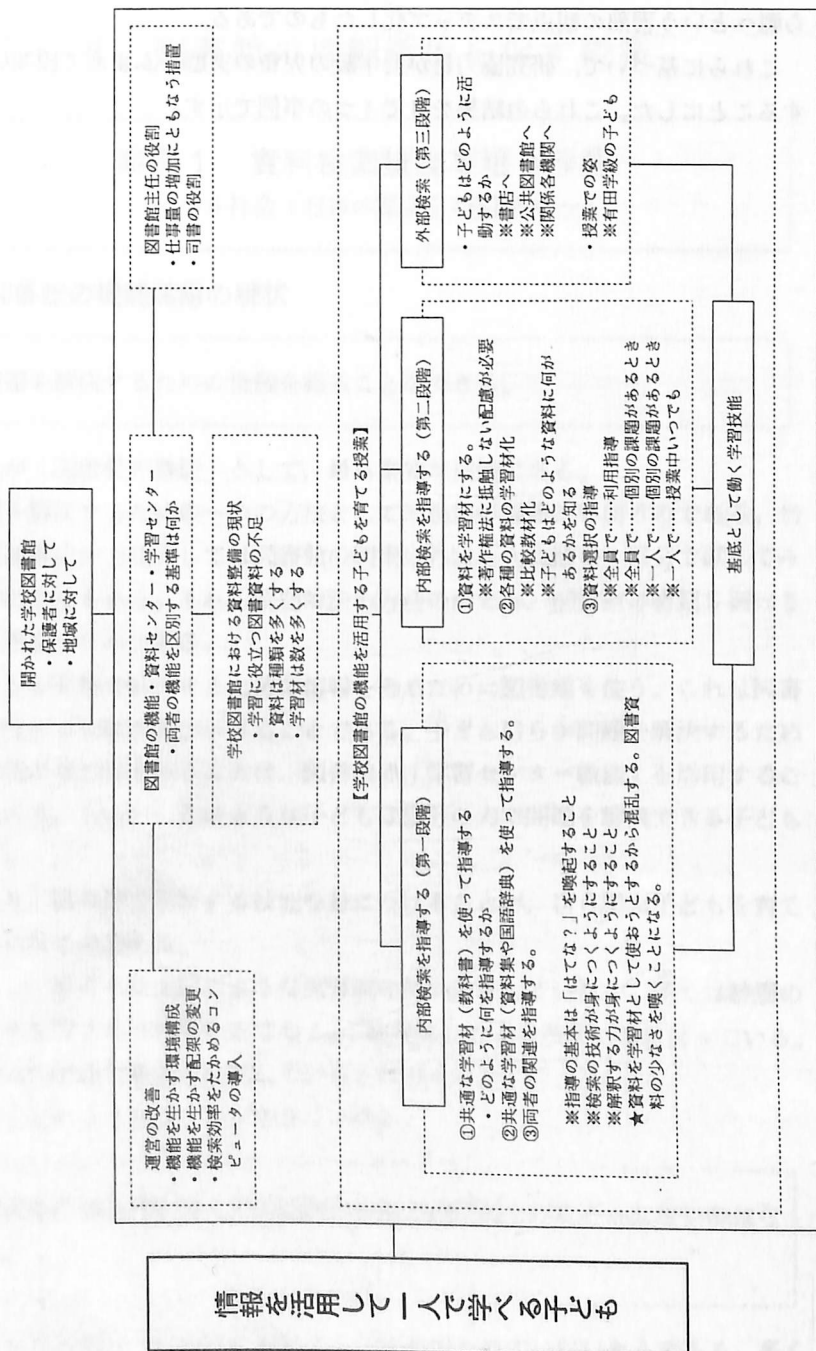 情報を活用して一人で学べる子ども
開かれた学校図書館
・保護者に対して
・地域に対して
運営の改善
・機能を生かす環境構成
・機能を生かす配架の変更
・検索効率をたかめるコン
ピュータの導入
図書館の機能・資料センター・学習センター
・両者の機能を区別する基準は何か
図書館主任の役割
・仕事量の増加にともなう措置
・司書の役割
学校図書館における資料整備の現状
・学習に役立つ図書資料の不足
・資料は種類を多くする
・学習材は数を多くする
【学校図書館の機能を活用する子どもを育てる授業】
内部検索を指導する（第一段階）
①共通な学習材（教科書）を使って指導する
・どのように何を指導するか
②共通な学習材（資料集や国語辞典）を使って指導する。
③両者の関連を指導する。
※指導の基本は「はてな？」を喚起すること
※検索の技術が身につくようにすること
※解釈する力が身につくようにすること
★資料を学習材として使おうとするから混乱する。図書資
料の少なさを嘆くことになる。
内部検索を指導する（第二段階）
①資料を学習材にする。
※著作権法に抵触しない配慮が必要
②各種の資料の学習材化
※比較教材化
※子どもはどのような資料に何が
あるかを知る
③資料選択の指導
※全員で……利用指導
※全員で……個別の課題があるとき
※一人で……個別の課題があるとき
一人で……授業中いつでも
外部検索（第三段階）
・子どもはどのように活
動するか
※書店へ
※公共図書館へ
※関係各機関へ
・授業での姿
※有田学級の子ども
基底として働く学習技能